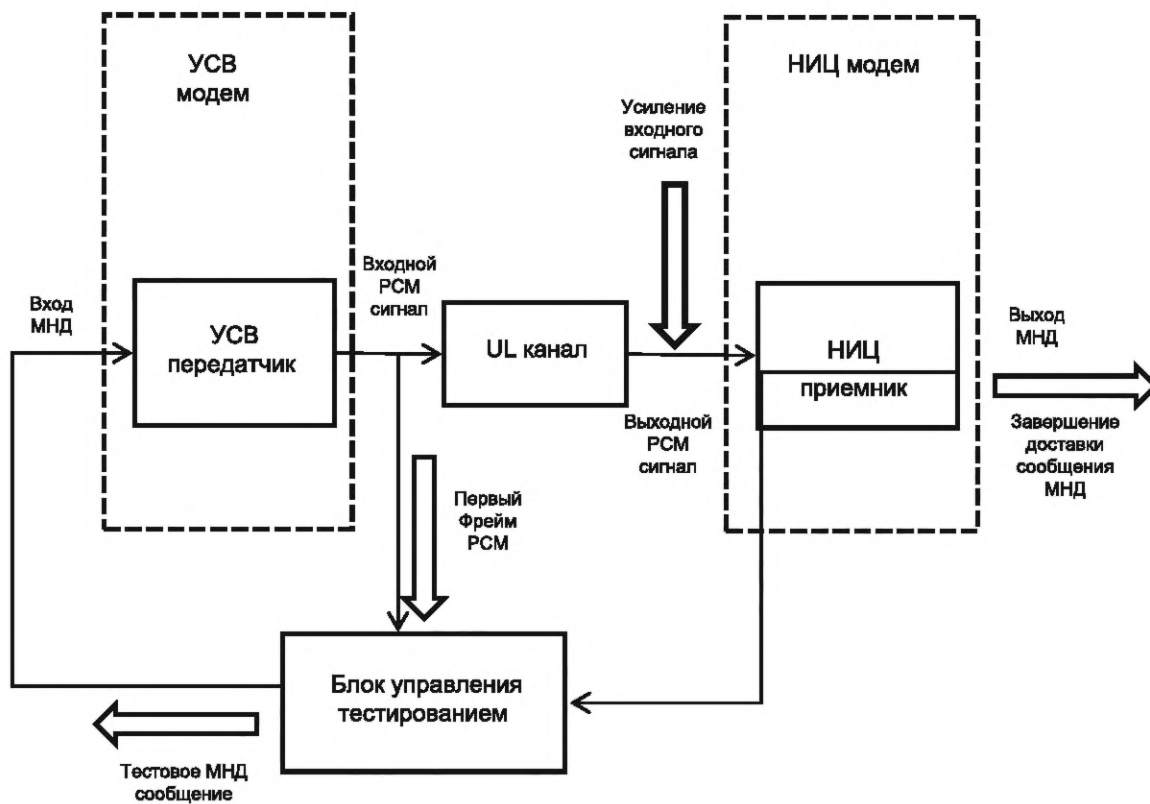 УСВ
модем
НИЦ модем
Усиление
входного
сигнала
Вход
МНД
УСВ
передатчик
Входной
PCM
сигнал
UL канал
Выходной
PCM
сигнал
НИЦ
приемник
Выход
МНД
Завершение
доставки
сообщения
МНД
Первый
Фрейм
PCM
Блок управления
тестированием
Тестовое МНД
сообщение